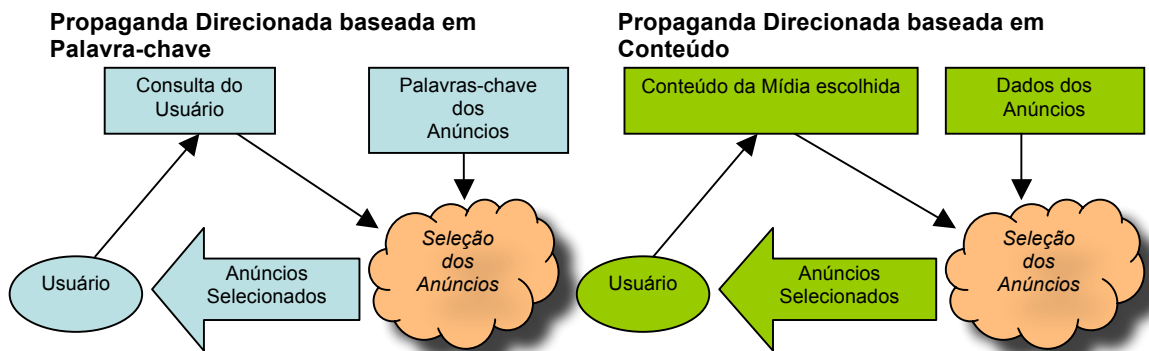 Propaganda Direcionada baseada em
Palavra-chave
Consulta do
Usuário
Palavras-chave
dos
Anúncios
Seleção
dos
Anúncios
Anúncios
Selecionados
Usuário
Propaganda Direcionada baseada em
Conteúdo
Conteúdo da Mídia escolhida
Dados dos
Anúncios
Seleção
dos
Anúncios
Anúncios
Selecionados
Usuário